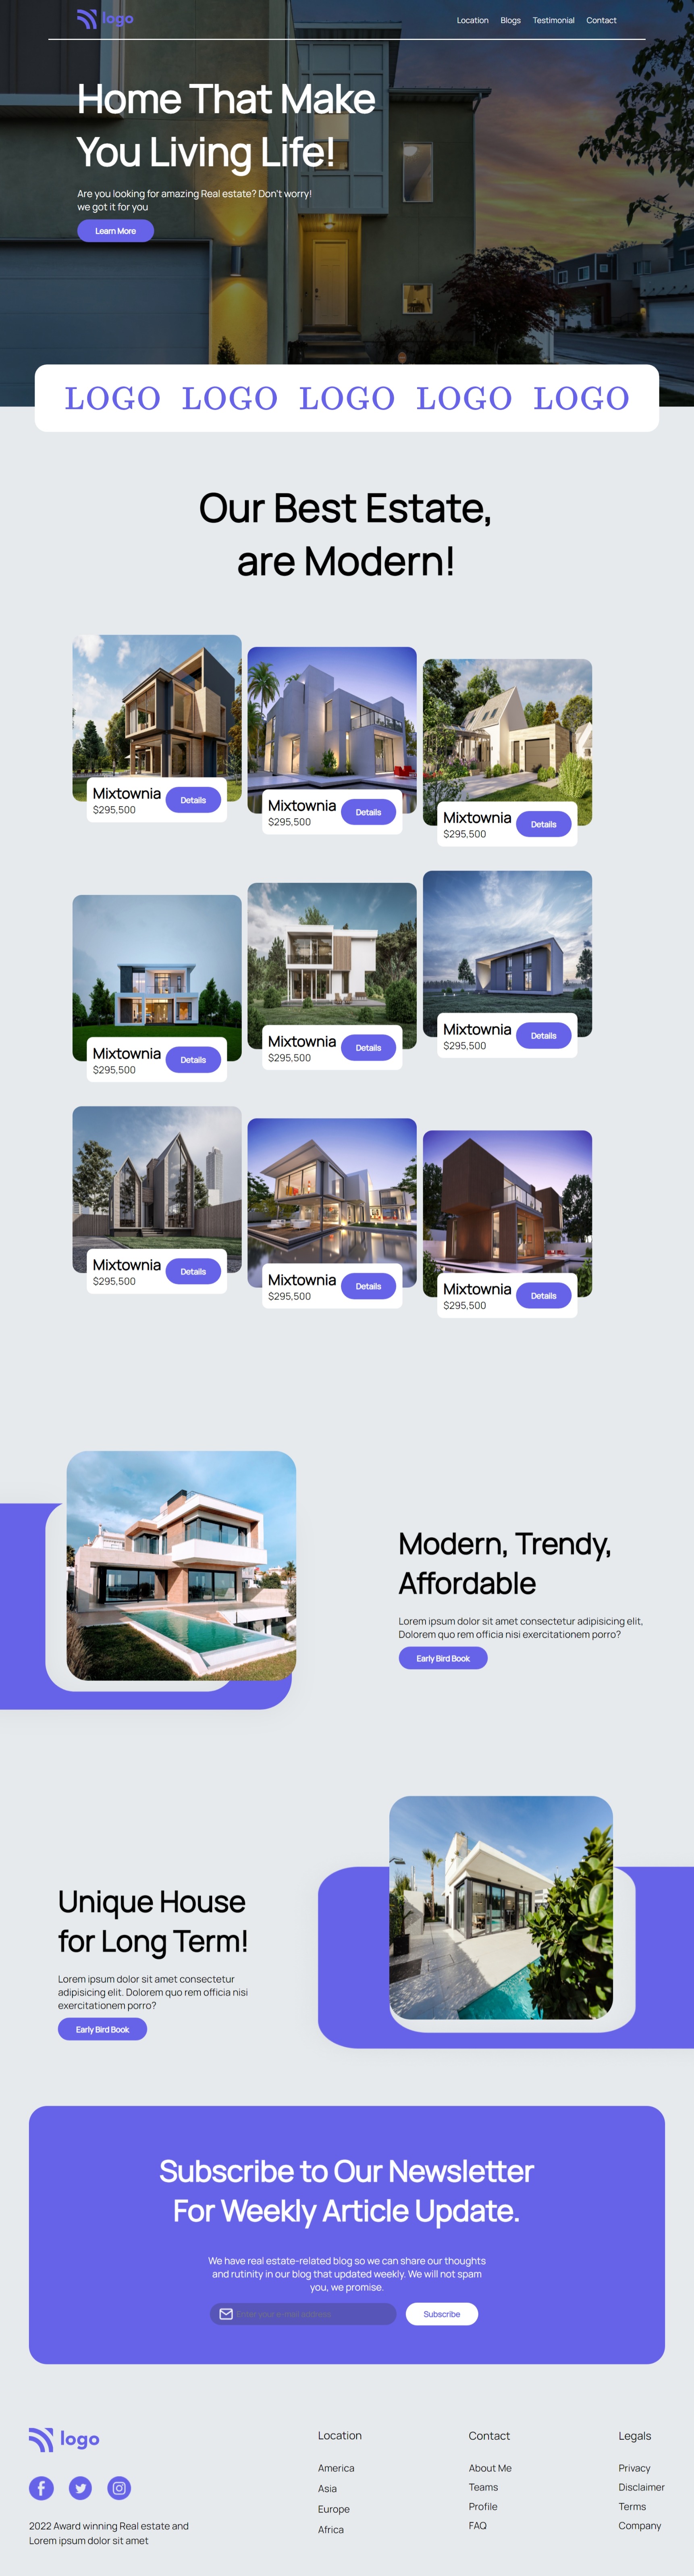 logo
Location Blogs Testimonial Contact
Home That Make
You Living Life!
Are you looking for amazing Real estate? Don't worry!
we got it for you
Learn More
LOGO LOGO LOGO LOGO LOGO
Our Best Estate,
are Modern!
Mixtownia
$295,500
Details
Mixtownia
$295,500
Details
Mixtownia
$295,500
Details
Mixtownia
$295,500
Details
Mixtownia
$295,500
Details
Mixtownia
$295,500
Details
Mixtownia
$295,500
Details
Mixtownia
$295,500
Details
Mixtownia
$295,500
Details
Modern, Trendy,
Affordable
Lorem ipsum dolor sit amet consectetur adipisicing elit,
Dolorem quo rem officia nisi exercitationem porro?
Early Bird Book
Unique House
for Long Term!
Lorem ipsum dolor sit amet consectetur
adipisicing elit. Dolorem quo rem officia nisi
exercitationem porro?
Early Bird Book
Subscribe to Our Newsletter
For Weekly Article Update.
We have real estate-related blog so we can share our thoughts
and rutinity in our blog that updated weekly. We will not spam
you, we promise.
Enter your e-mail address
Subscribe
logo
2022 Award winning Real estate and
Lorem ipsum dolor sit amet
Location
America
Asia
Europe
Africa
Contact
About Me
Teams
Profile
FAQ
Legals
Privacy
Disclaimer
Terms
Company